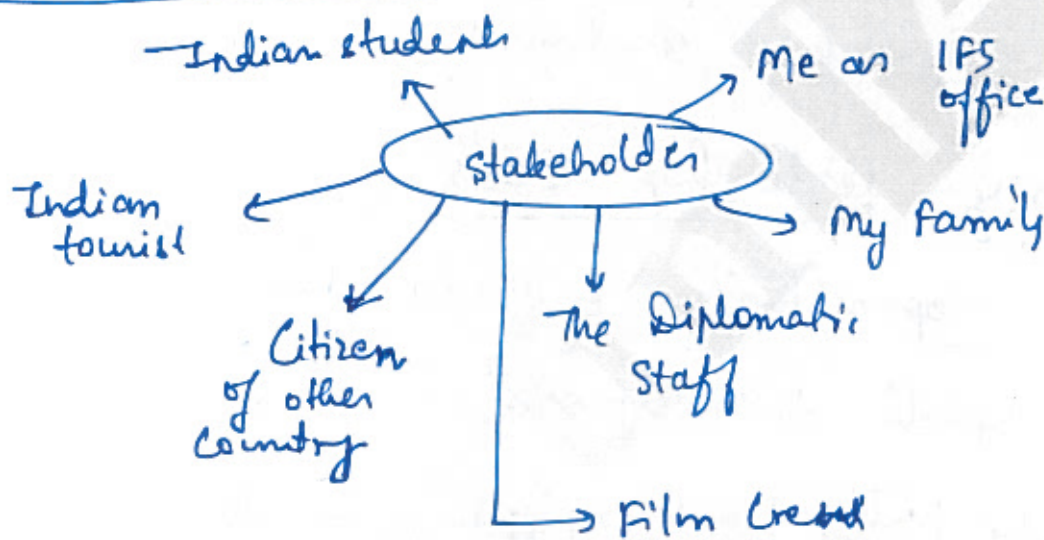 Indian students
Me as IFS
office
Stakeholder
Indian
tourist
My Family
Citizen
of other
Country
The Diplomatic
Staff
Film Crew